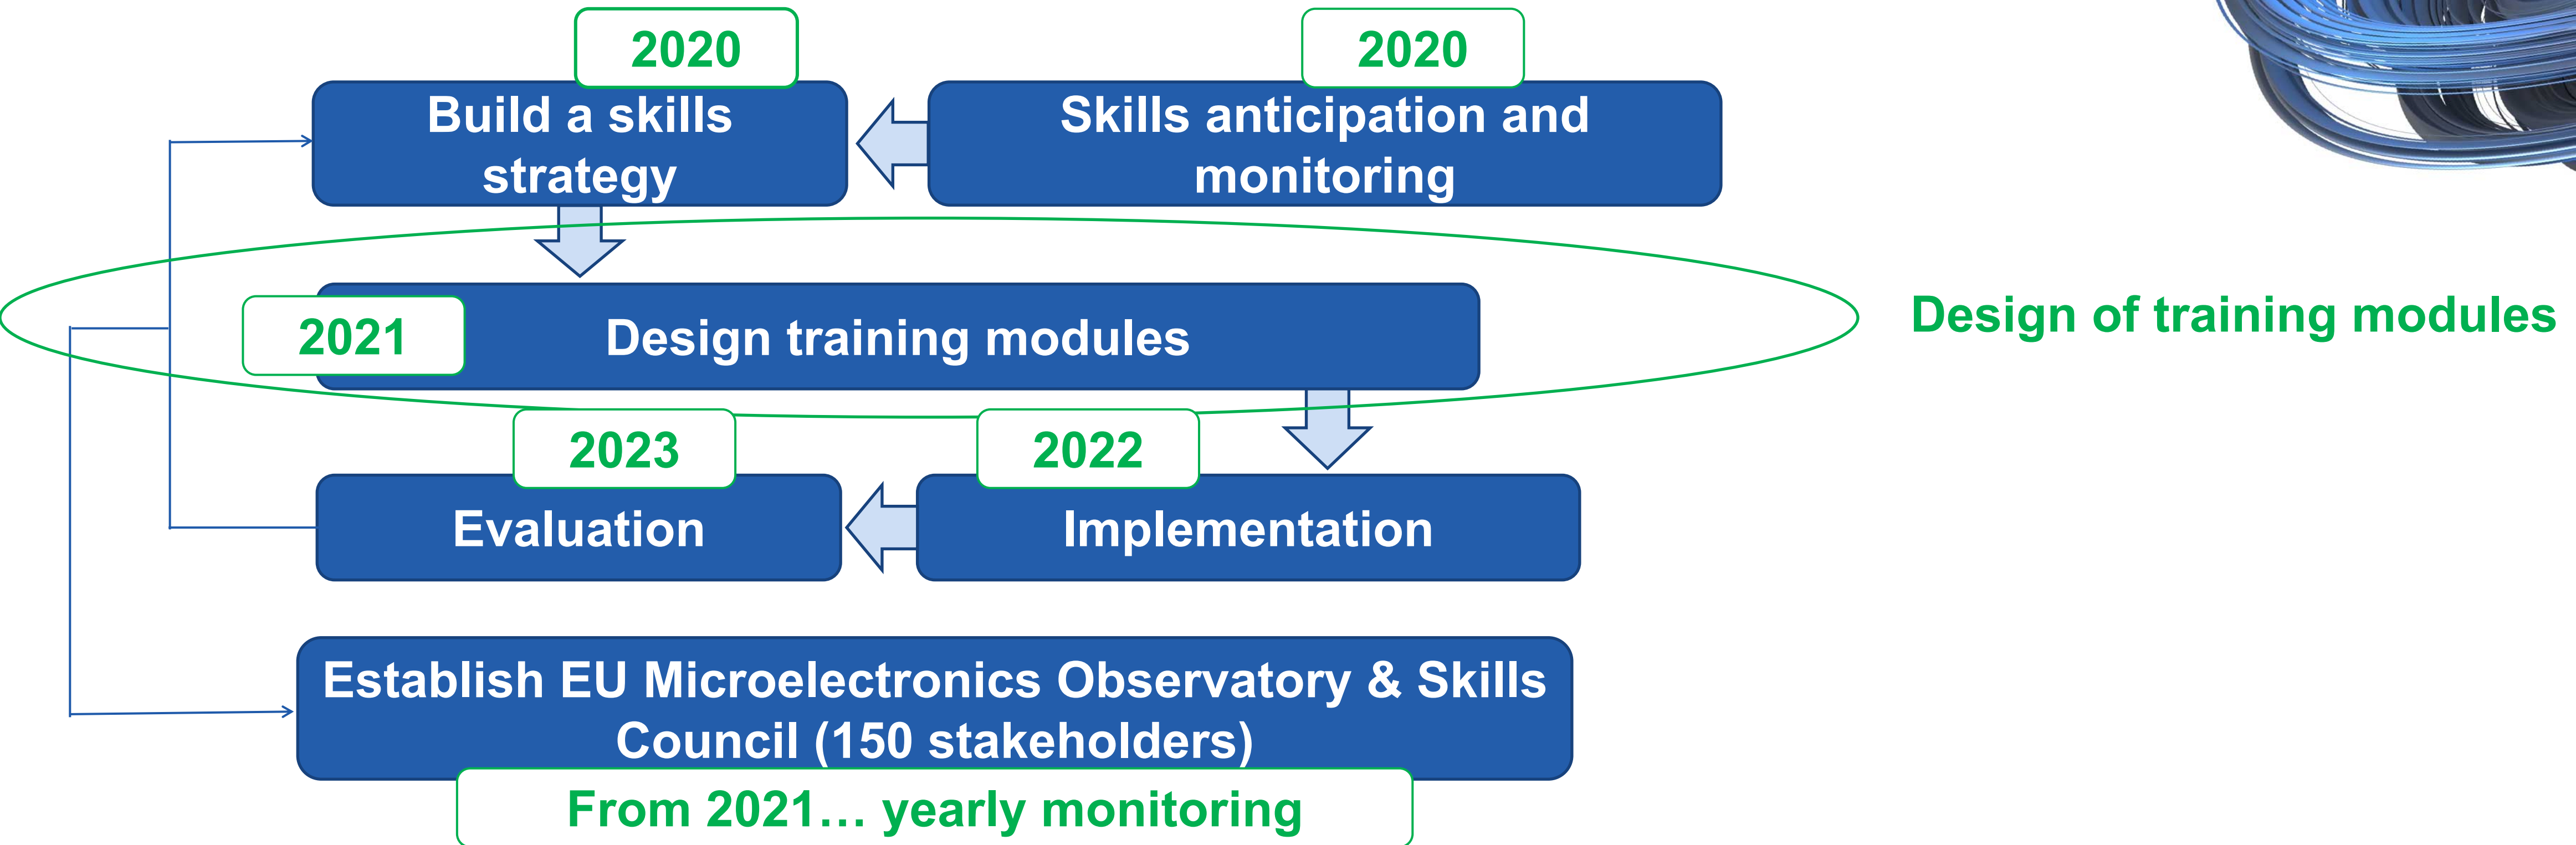 2020
2020
Build a skills
strategy
Skills anticipation and
monitoring
2021
Design training modules
Design of training modules
2023
2022
Evaluation
Implementation
Establish EU Microelectronics Observatory & Skills
Council (150 stakeholders)
From 2021… yearly monitoring